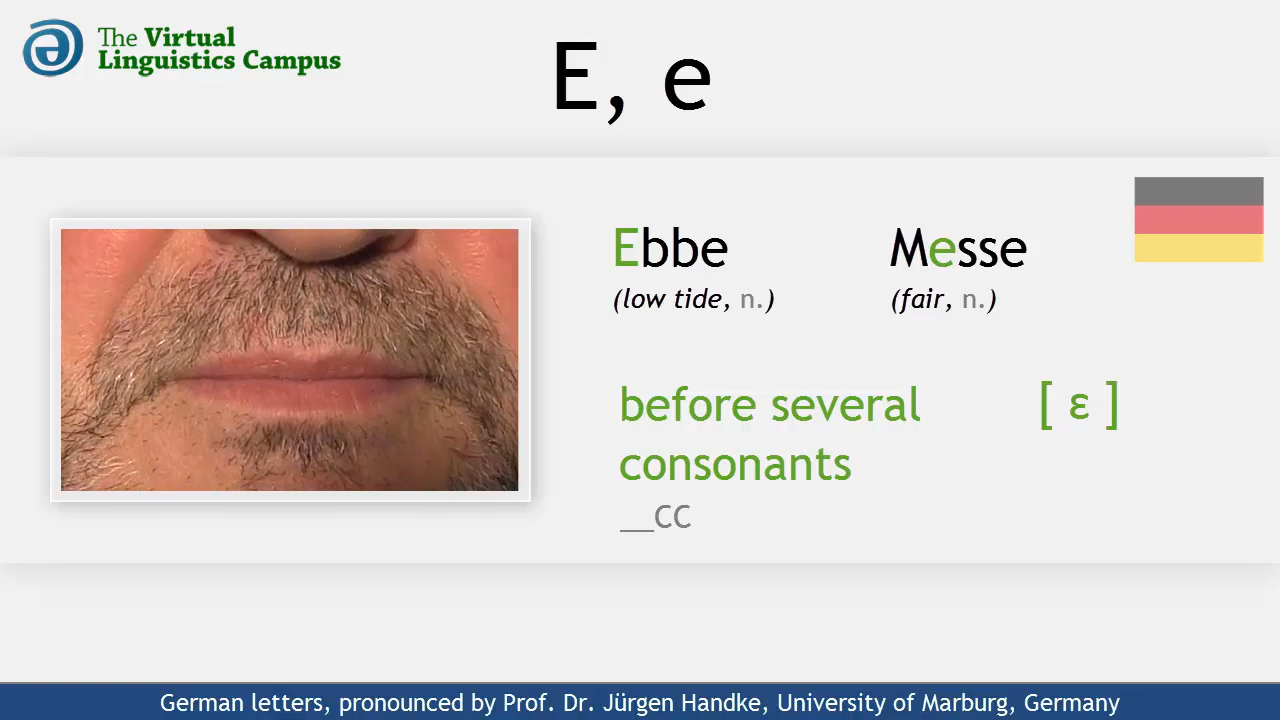 The Virtual
Linguistics Campus
E, e
Ebbe
Messe
(low tide, n.)
(fair, n.)
before several
consonants
[ ɛ ]
__CC
German letters, pronounced by Prof. Dr. Jürgen Handke, University of Marburg, Germany